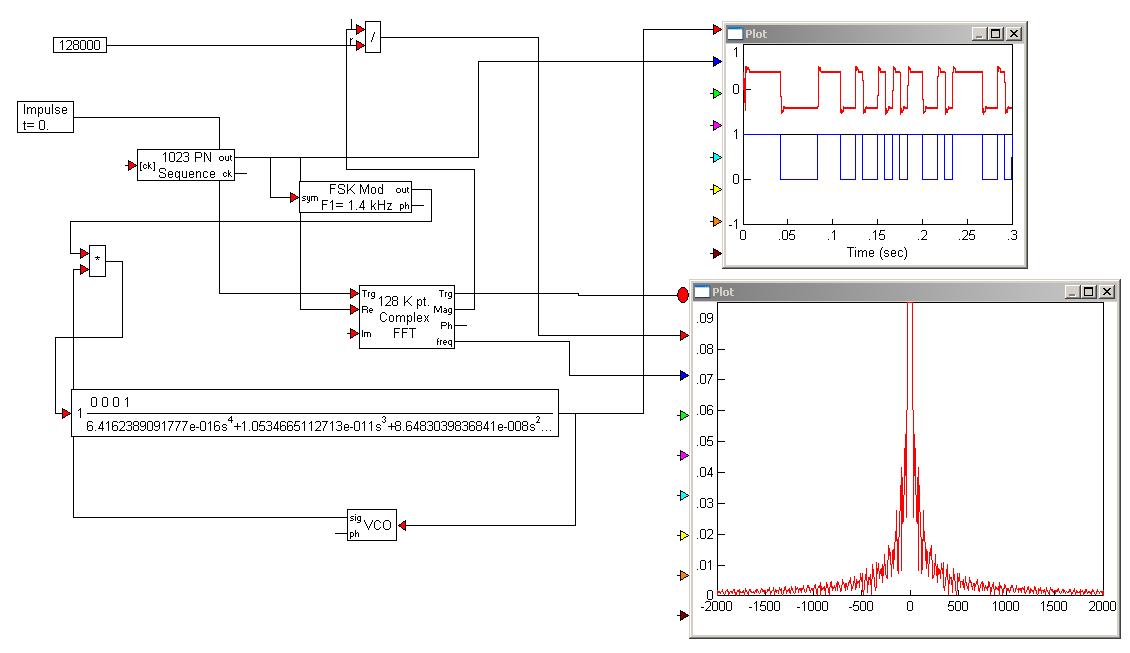 128000
l
r
/
Impulse
t= 0.
[ck]
1023 PN
Sequence
out
ck
sym
FSK Mod
F1= 1.4 kHz
out
ph
*
Trg
Re
Im
128 K pt.
Complex
FFT
Trg
Mag
Ph
freq
1
0 0 0 1
6.4162389091777e-016s4+1.0534665112713e-011s3+8.6483039836841e-008s2...
sig
ph
VCO
Plot
1
0
1
0
-1
0 .05 .1 .15 .2 .25 .3
Time (sec)
Plot
.09
.08
.07
.06
.05
.04
.03
.02
.01
0
-2000 -1500 -1000 -500 0 500 1000 1500 2000